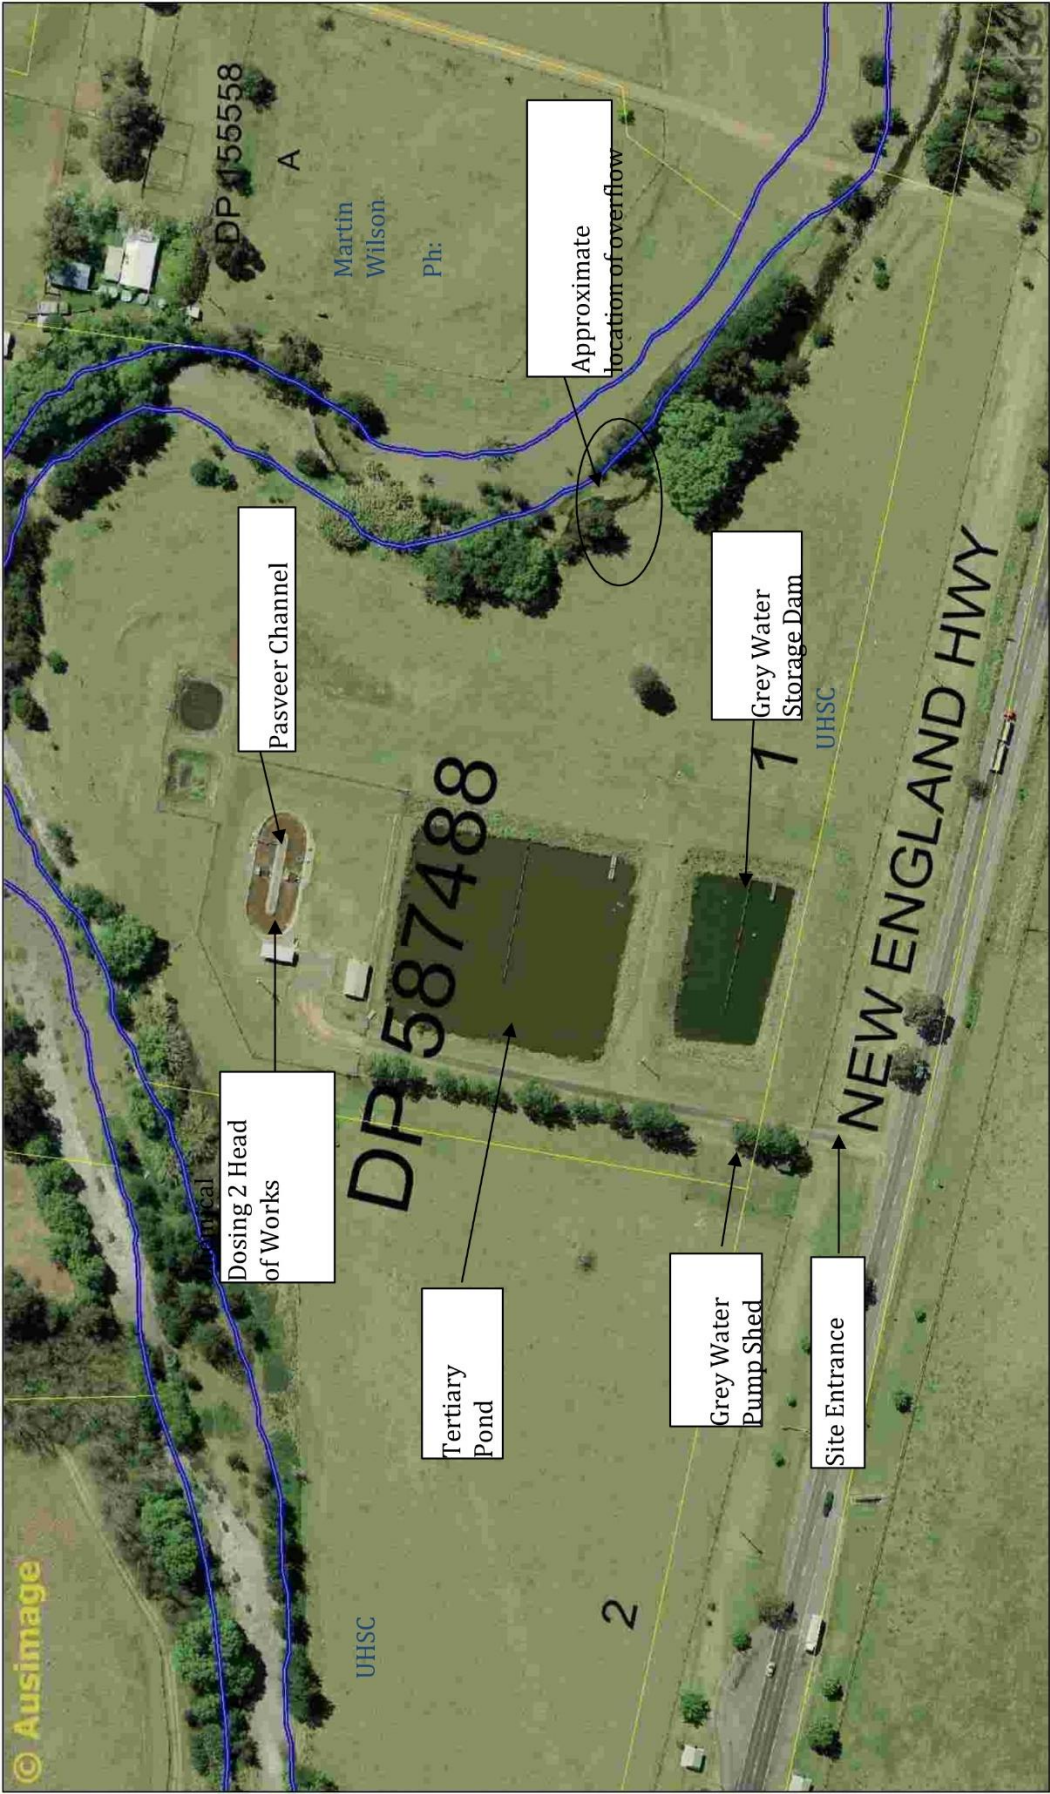 © Ausimage
UHSC
2
Dosing 2 Head
of Works
Tertiary
Pond
Grey Water
Pump Shed
Site Entrance
DP 587488
Pasveer Channel
Grey Water
Storage Dam
1
UHSC
NEW ENGLAND HWY
DP 155558
A
Martin
Wilson
Ph:
Approximate
location of overflow